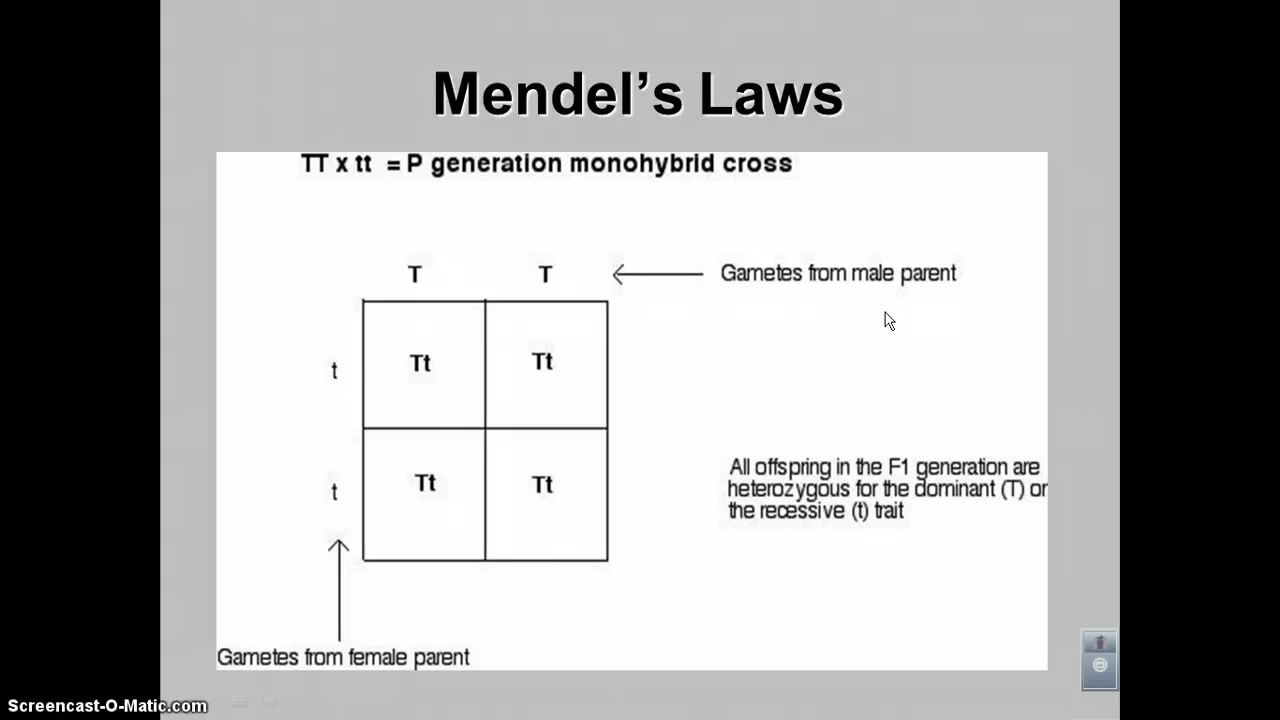 Mendel’s Laws
TT x tt = P generation monohybrid cross
T T
Gametes from male parent
t Tt Tt
All offspring in the F1 generation are
heterozygous for the dominant (T) or
the recessive (t) trait
t Tt Tt
Gametes from female parent
Screencast-O-Matic.com